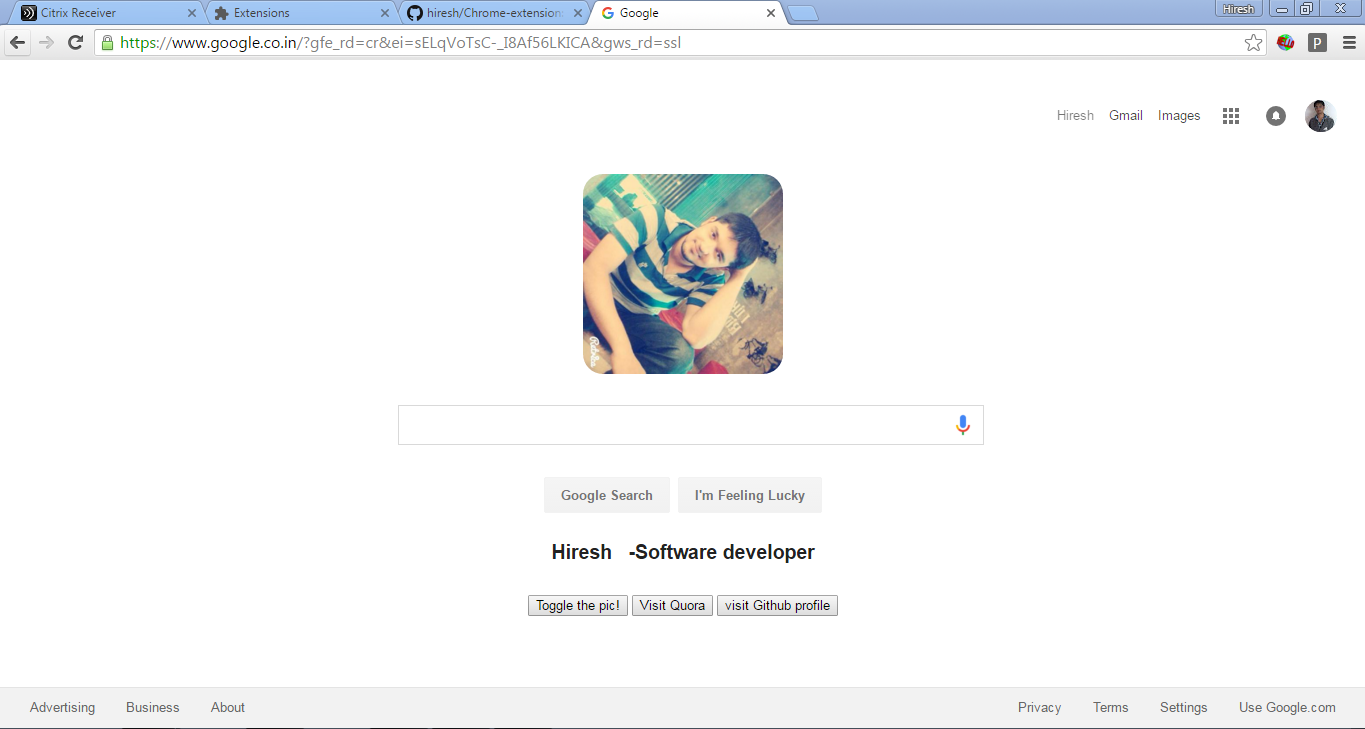 Citrix Receiver
Extensions
hiresh/Chrome-extension
Google
Hiresh
https://www.google.co.in/?gfe_rd=cr&ei=sELqVoTsC-_I8Af56LKICA&gws_rd=ssl
P
Hiresh Gmail Images
Google Search I'm Feeling Lucky
Hiresh -Software developer
Toggle the pic! Visit Quora visit Github profile
Advertising Business About Privacy Terms Settings Use Google.com